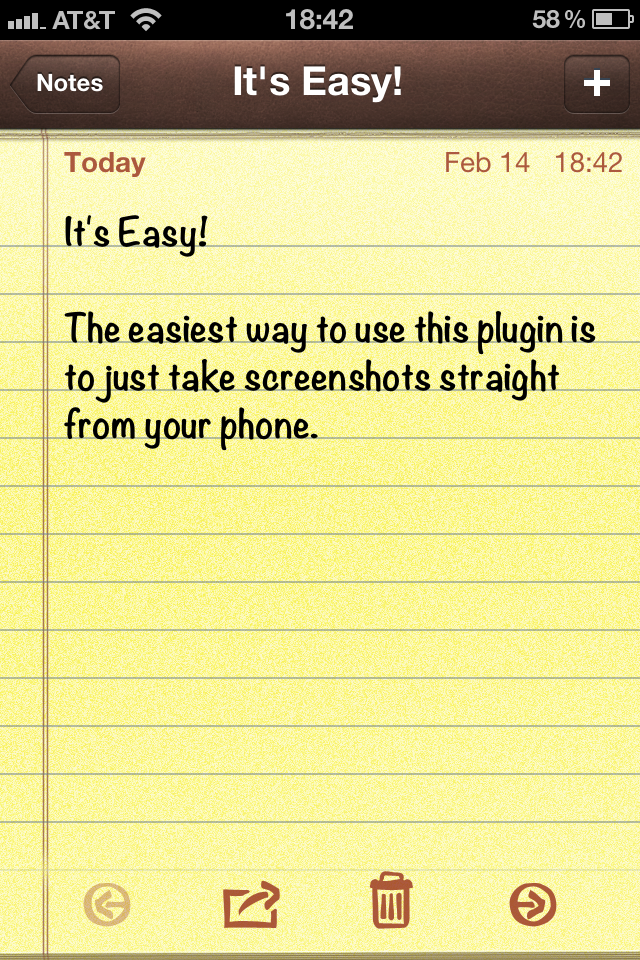 AT&T 18:42 58%
Notes It's Easy!
Today Feb 14 18:42
It's Easy!
The easiest way to use this plugin is
to just take screenshots straight
from your phone.